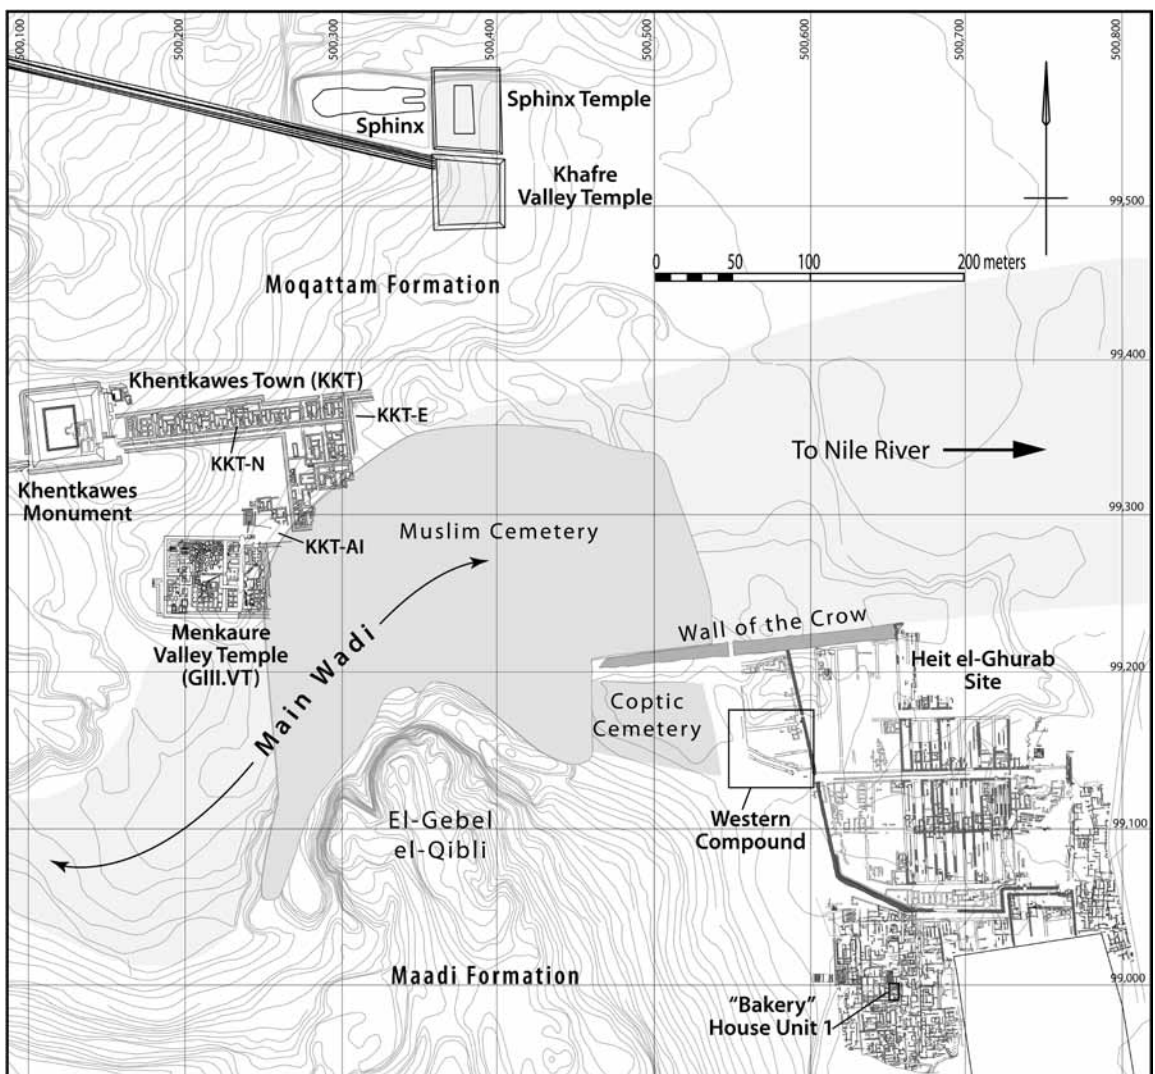 500,100
500,200
500,300
500,400
500,500
500,600
500,700
500,800
Sphinx
Sphinx Temple
Khafre
Valley Temple
99,500
0 50 100 200 meters
Moqattam Formation
99,400
Khentkawes Town (KKT)
KKT-E
KKT-N
To Nile River
Khentkawes
Monument
99,300
Muslim Cemetery
KKT-AI
Menkaure
Valley Temple
(GIII.VT)
Main Wadi
Wall of the Crow
Heit el-Ghurab
Site
99,200
Coptic
Cemetery
Western
Compound
El-Gebel
el-Qibli
99,100
Maadi Formation
99,000
“Bakery”
House Unit 1